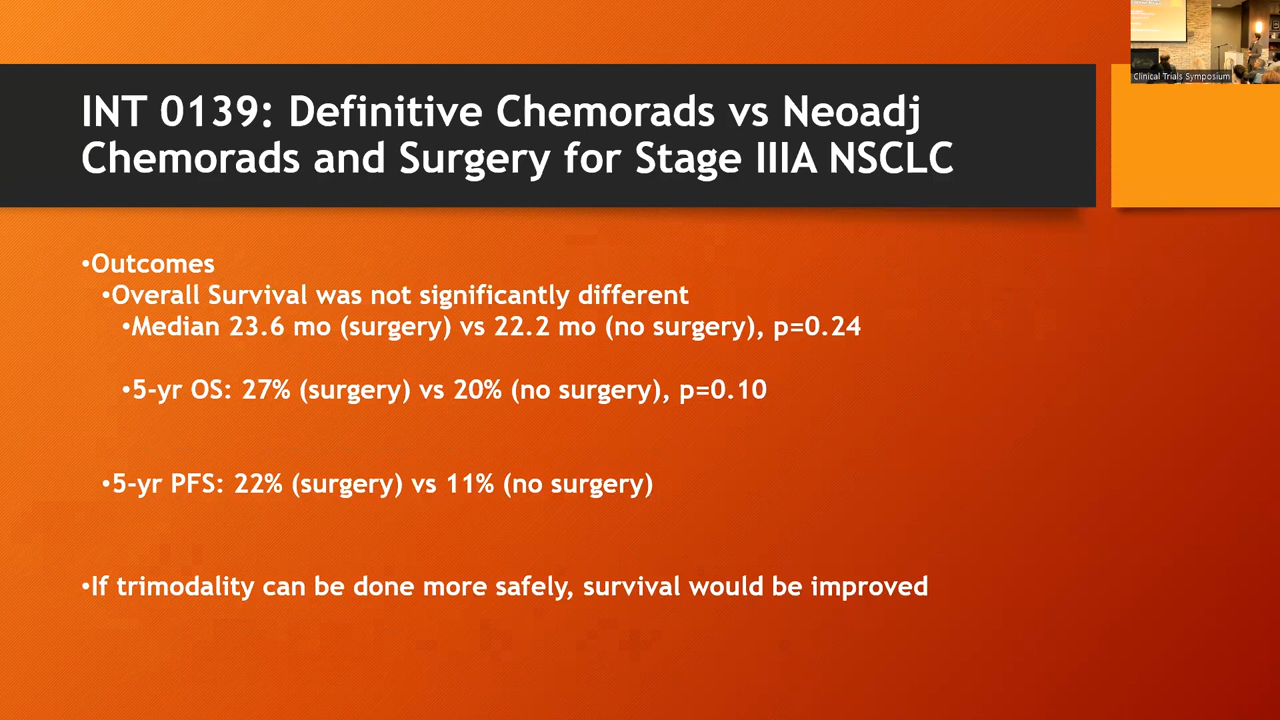 Clinical Trials Symposium
INT 0139: Definitive Chemorads vs Neoadj
Chemorads and Surgery for Stage IIIA NSCLC
•Outcomes
•Overall Survival was not significantly different
•Median 23.6 mo (surgery) vs 22.2 mo (no surgery), p=0.24
•5-yr OS: 27% (surgery) vs 20% (no surgery), p=0.10
•5-yr PFS: 22% (surgery) vs 11% (no surgery)
•If trimodality can be done more safely, survival would be improved